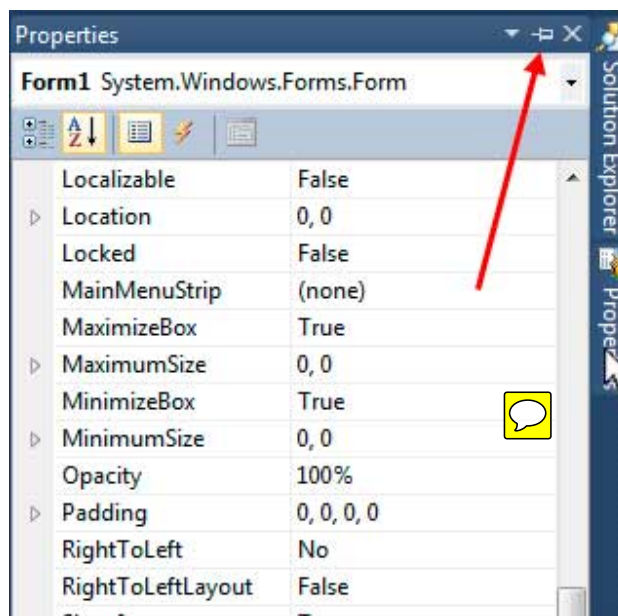 Properties
Form1 System.Windows.Forms.Form
Localizable False
Location 0, 0
Locked False
MainMenuStrip (none)
MaximizeBox True
MaximumSize 0, 0
MinimizeBox True
MinimumSize 0, 0
Opacity 100%
Padding 0, 0, 0, 0
RightToLeft No
RightToLeftLayout False
Solution Explorer